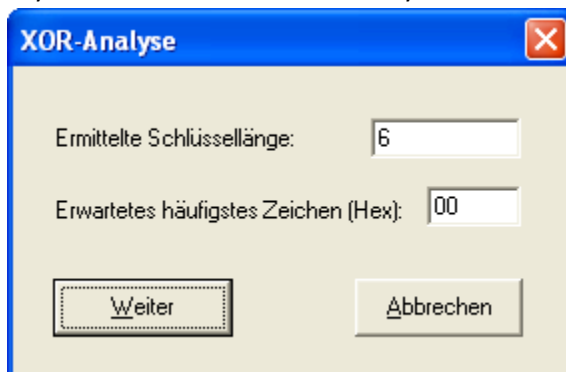 XOR-Analyse
Ermittelte Schlüssellänge: 6
Erwartetes häufigstes Zeichen (Hex): 00
Weiter Abbrechen